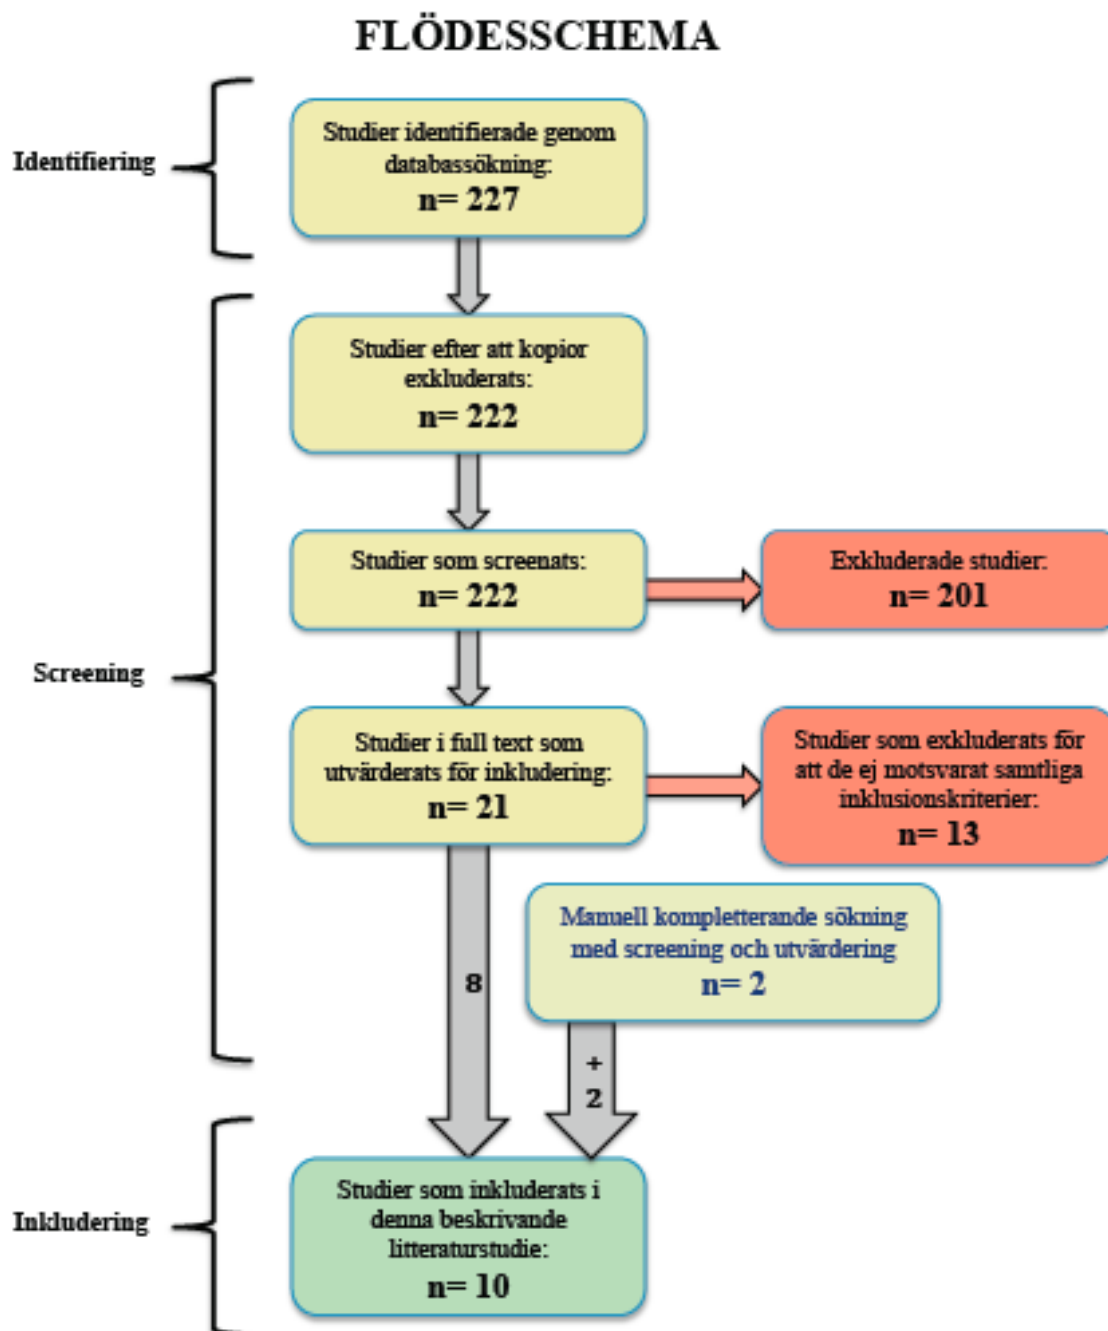 FLÖDESSCHEMA
Identifiering
Studier identifierade genom
databassökning:
n= 227
Studier efter att kopior
exkluderats:
n= 222
Screening
Studier som screenats:
n= 222
Exkluderade studier:
n= 201
Studier i full text som
utvärderats för inkludering:
n= 21
Studier som exkluderats för
att de ej motsvarat samtliga
inklusionskriterier:
n= 13
Manuell kompletterande sökning
med screening och utvärdering
n= 2
8
+
2
Inkludering
Studier som inkluderats i
denna beskrivande
litteraturstudie:
n= 10